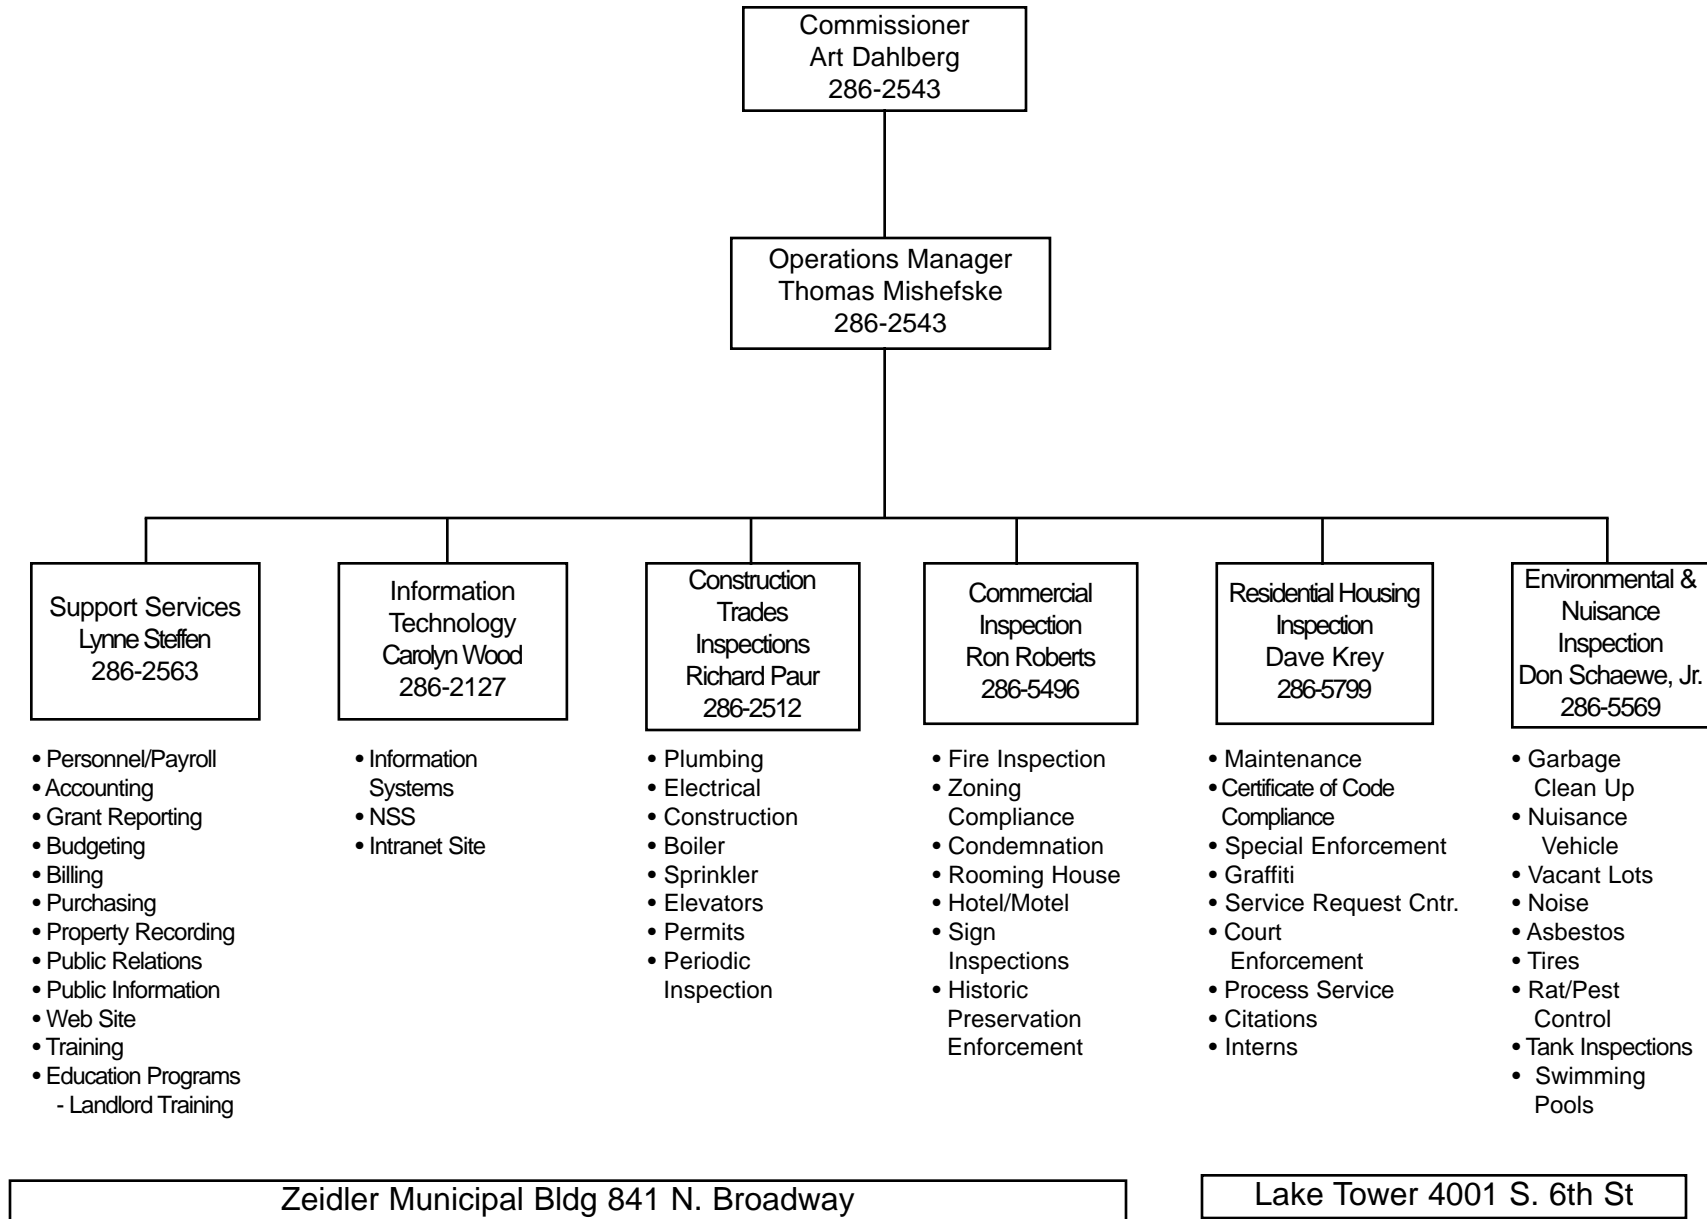 Commissioner
Art Dahlberg
286-2543
Operations Manager
Thomas Mishefske
286-2543
Support Services
Lynne Steffen
286-2563
Information
Technology
Carolyn Wood
286-2127
Construction
Trades
Inspections
Richard Paur
286-2512
Commercial
Inspection
Ron Roberts
286-5496
Residential Housing
Inspection
Dave Krey
286-5799
Environmental &
Nuisance
Inspection
Don Schaewe, Jr.
286-5569
• Personnel/Payroll
• Accounting
• Grant Reporting
• Budgeting
• Billing
• Purchasing
• Property Recording
• Public Relations
• Public Information
• Web Site
• Training
• Education Programs
- Landlord Training
• Information
Systems
• NSS
• Intranet Site
• Plumbing
• Electrical
• Construction
• Boiler
• Sprinkler
• Elevators
• Permits
• Periodic
Inspection
• Fire Inspection
• Zoning
Compliance
• Condemnation
• Rooming House
• Hotel/Motel
• Sign
Inspections
• Historic
Preservation
Enforcement
• Maintenance
• Certificate of Code
Compliance
• Special Enforcement
• Graffiti
• Service Request Cntr.
• Court
Enforcement
• Process Service
• Citations
• Interns
• Garbage
Clean Up
• Nuisance
Vehicle
• Vacant Lots
• Noise
• Asbestos
• Tires
• Rat/Pest
Control
• Tank Inspections
• Swimming
Pools
Zeidler Municipal Bldg 841 N. Broadway
Lake Tower 4001 S. 6th St